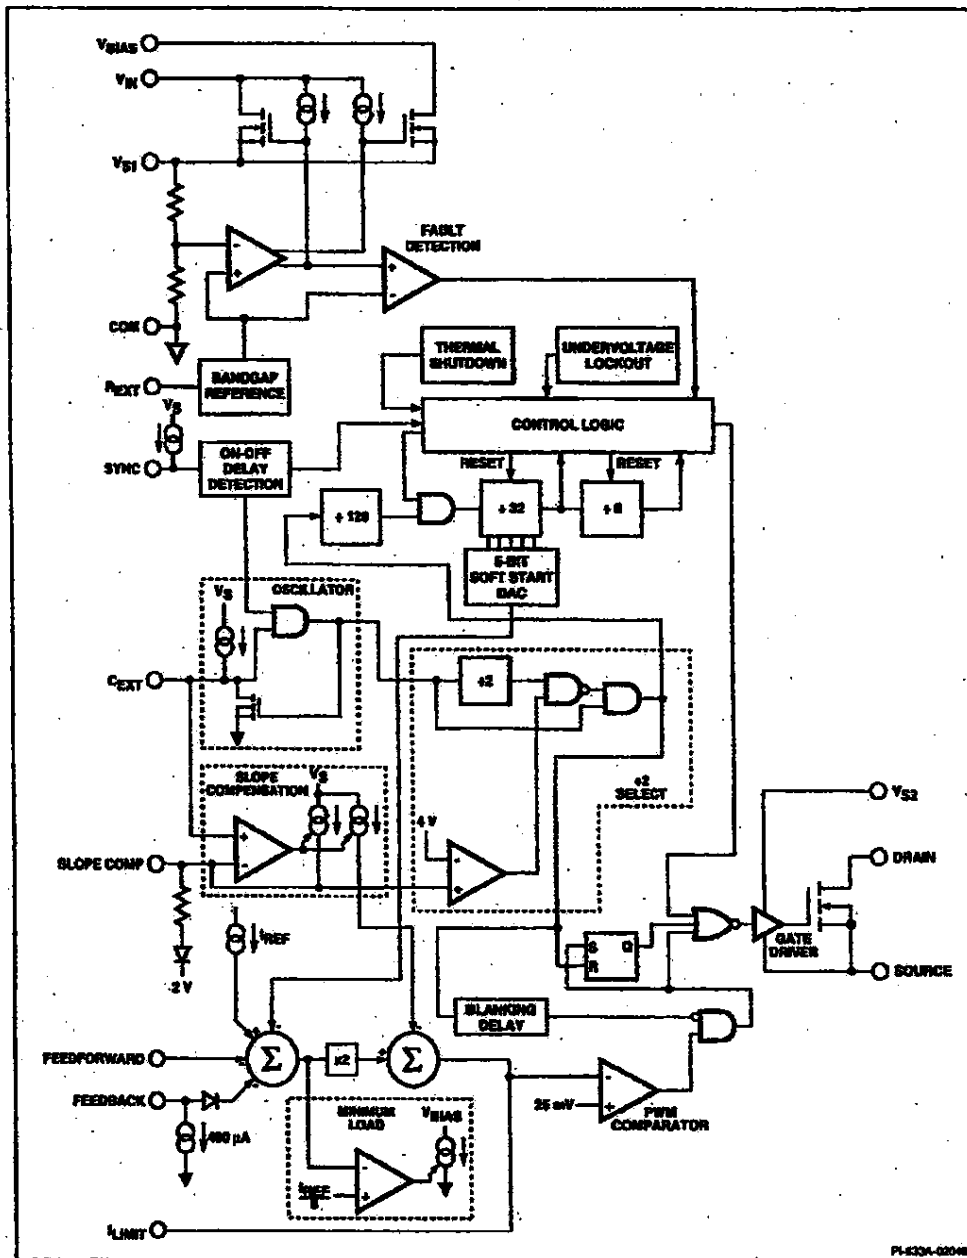 VBIAS
VIN
VS1
FAULT
DETECTION
COM
THERMAL
SHUTDOWN
UNDERVOLTAGE
LOCKOUT
REXT
BANDGAP
REFERENCE
VS
CONTROL LOGIC
SYNC
ON-OFF
DELAY
DETECTION
RESET
RESET
÷ 128
÷ 32
÷ 8
5-BIT
SOFT START
DAC
OSCILLATOR
VS
CEXT
÷2
÷2
SELECT
SLOPE
COMPENSATION
VS
4 V
VS2
SLOPE COMP
DRAIN
IREF
S
Q
R
GATE
DRIVER
SOURCE
2 V
BLANKING
DELAY
Σ
x2
Σ
FEEDFORWARD
FEEDBACK
25 mV
PWM
COMPARATOR
MINIMUM
LOAD
VBIAS
IREF
ILIMIT